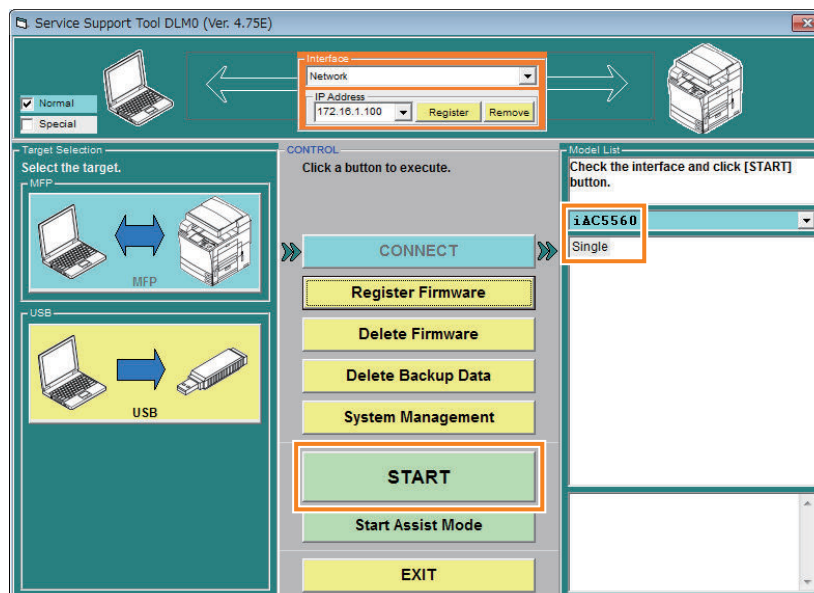 Service Support Tool DLM0 (Ver. 4.75E)
Interface
Network
IP Address
172.16.1.100
Register
Remove
Normal
Special
Target Selection
Select the target.
MFP
MFP
USB
USB
CONTROL
Click a button to execute.
CONNECT
Register Firmware
Delete Firmware
Delete Backup Data
System Management
START
Start Assist Mode
EXIT
Model List
Check the interface and click [START]
button.
iAC5560
Single